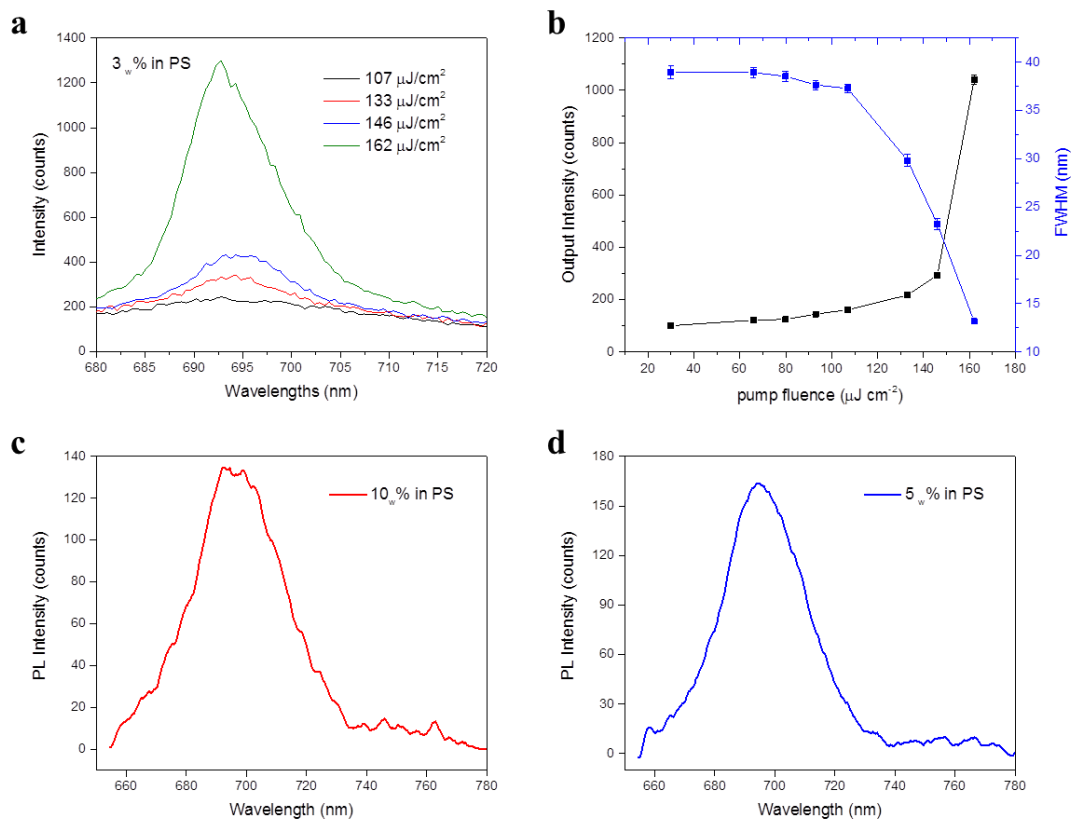 a
3 w% in PS
107 μJ/cm²
133 μJ/cm²
146 μJ/cm²
162 μJ/cm²
Intensity (counts)
1400
1200
1000
800
600
400
200
0
680 685 690 695 700 705 710 715 720
Wavelengths (nm)
b
Output Intensity (counts)
1200
1000
800
600
400
200
0
40
35
30
25
20
15
10
FWHM (nm)
20 40 60 80 100 120 140 160 180
pump fluence (μJ cm⁻²)
c
10 w% in PS
PL Intensity (counts)
140
120
100
80
60
40
20
0
660 680 700 720 740 760 780
Wavelength (nm)
d
5 w% in PS
PL Intensity (counts)
180
150
120
90
60
30
0
660 680 700 720 740 760 780
Wavelength (nm)